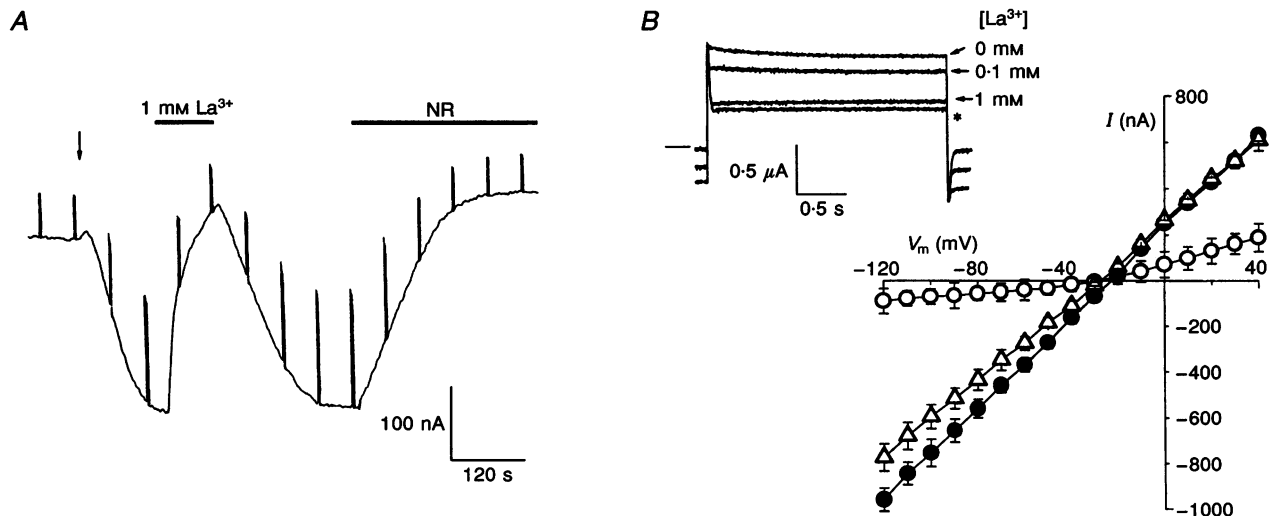 A
1 mM La³⁺
NR
100 nA
120 s
B
[La³⁺]
0 mM
0·1 mM
1 mM
*
0·5 µA
0·5 s
I (nA)
800
Vm (mV)
−120
−80
−40
40
−200
−400
−600
−800
−1000